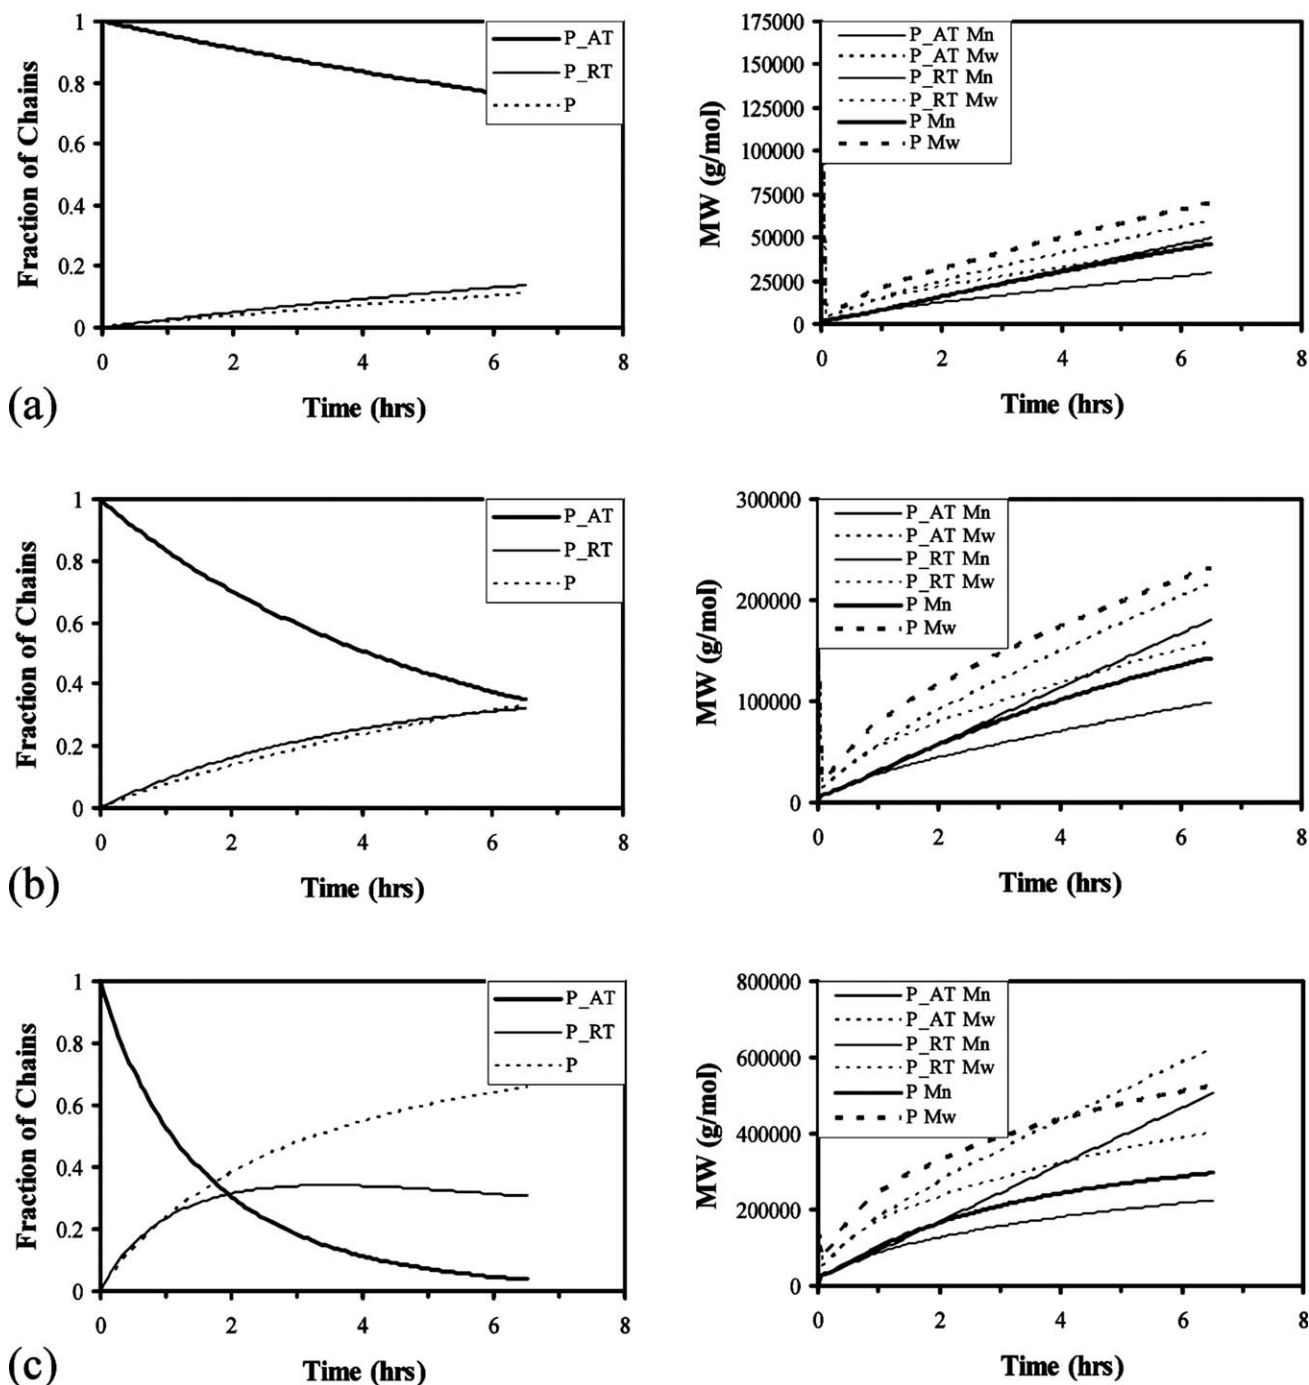 Fraction of Chains
1
0.8
0.6
0.4
0.2
0
P_AT
P_RT
P
0 2 4 6 8
Time (hrs)
(a)
MW (g/mol)
175000
150000
125000
100000
75000
50000
25000
0
P_AT Mn
P_AT Mw
P_RT Mn
P_RT Mw
P Mn
P Mw
0 2 4 6 8
Time (hrs)
Fraction of Chains
1
0.8
0.6
0.4
0.2
0
P_AT
P_RT
P
0 2 4 6 8
Time (hrs)
(b)
MW (g/mol)
300000
200000
100000
0
P_AT Mn
P_AT Mw
P_RT Mn
P_RT Mw
P Mn
P Mw
0 2 4 6 8
Time (hrs)
Fraction of Chains
1
0.8
0.6
0.4
0.2
0
P_AT
P_RT
P
0 2 4 6 8
Time (hrs)
(c)
MW (g/mol)
800000
600000
400000
200000
0
P_AT Mn
P_AT Mw
P_RT Mn
P_RT Mw
P Mn
P Mw
0 2 4 6 8
Time (hrs)